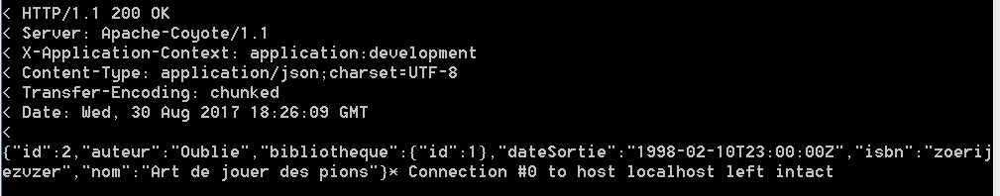 < HTTP/1.1 200 OK
< Server: Apache-Coyote/1.1
< X-Application-Context: application:development
< Content-Type: application/json;charset=UTF-8
< Transfer-Encoding: chunked
< Date: Wed, 30 Aug 2017 18:26:09 GMT
<
{"id":2,"auteur":"Oublie","bibliotheque":{"id":1},"dateSortie":"1998-02-10T23:00:00Z","isbn":"zoerij
ezvzer","nom":"Art de jouer des pions"}* Connection #0 to host localhost left intact